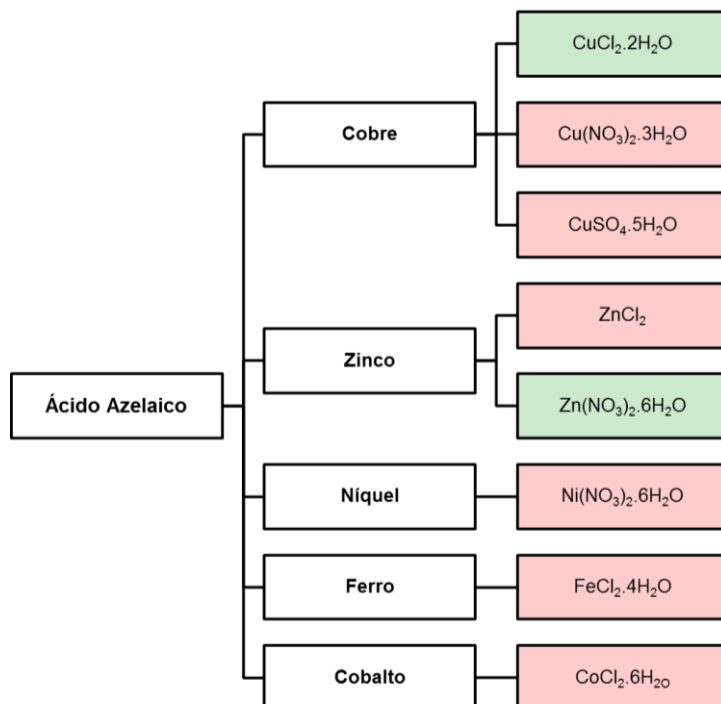 Ácido Azelaico
Cobre
CuCl₂.2H₂O
Cu(NO₃)₂.3H₂O
CuSO₄.5H₂O
Zinco
ZnCl₂
Zn(NO₃)₂.6H₂O
Níquel
Ni(NO₃)₂.6H₂O
Ferro
FeCl₂.4H₂O
Cobalto
CoCl₂.6H₂ₒ